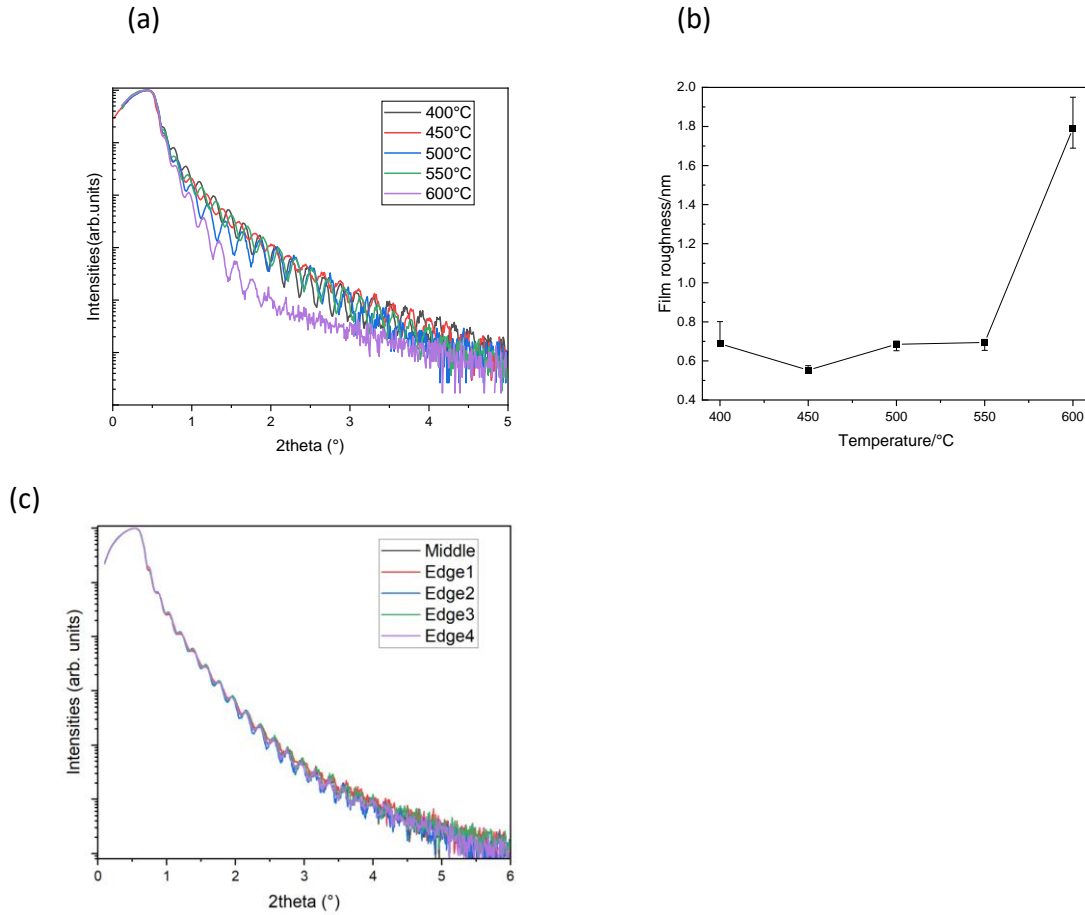 (a)
Intensities(arb.units)
400°C
450°C
500°C
550°C
600°C
0
1
2
3
4
5
2theta (°)
(b)
Film roughness/nm
2.0
1.8
1.6
1.4
1.2
1.0
0.8
0.6
0.4
400
450
500
550
600
Temperature/°C
(c)
Intensities (arb. units)
Middle
Edge1
Edge2
Edge3
Edge4
0
1
2
3
4
5
6
2theta (°)